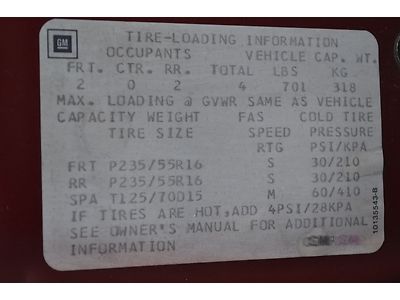 GM
TIRE-LOADING INFORMATION
OCCUPANTS VEHICLE CAP. WT.
FRT. CTR. RR. TOTAL LBS KG
2 0 2 4 701 318
MAX. LOADING @ GVWR SAME AS VEHICLE
CAPACITY WEIGHT FAS COLD TIRE
TIRE SIZE SPEED PRESSURE
RTG PSI/KPA
FRT P235/55R16 S 30/210
RR P235/55R16 S 30/210
SPA T125/70D15 M 60/410
IF TIRES ARE HOT,ADD 4PSI/28KPA
SEE OWNER'S MANUAL FOR ADDITIONAL
INFORMATION
10135543-B